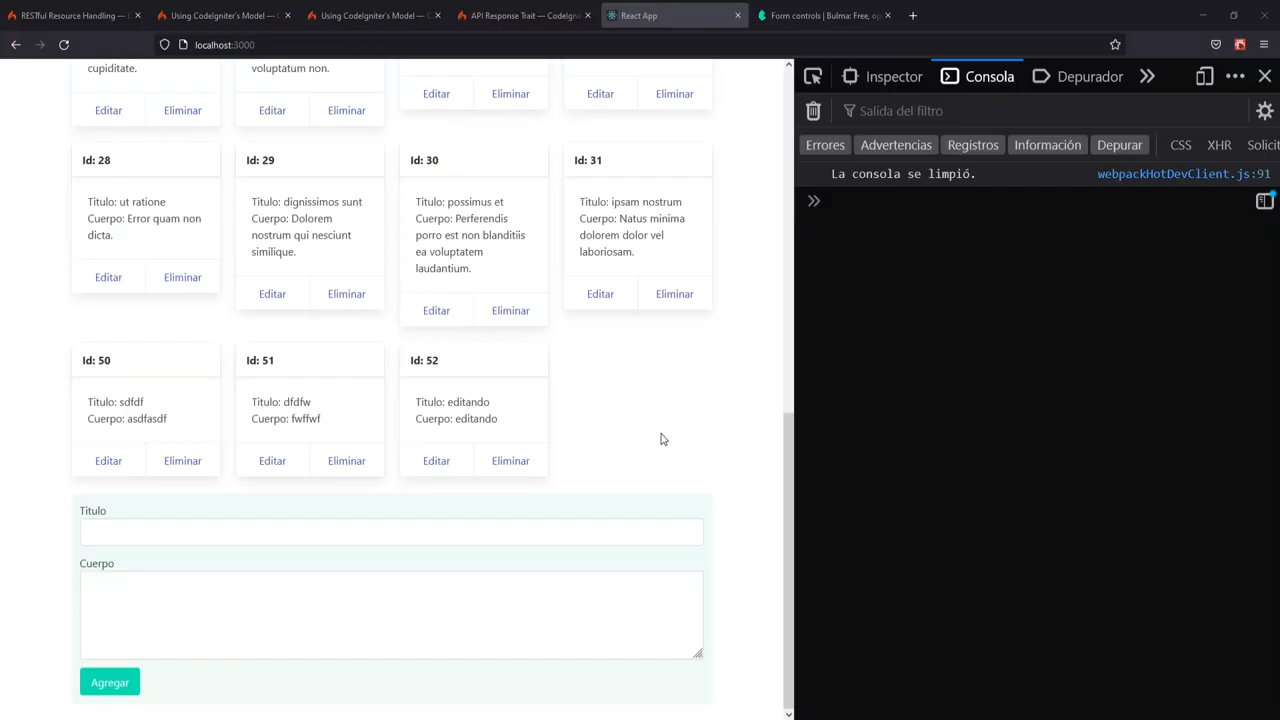 RESTful Resource Handling — C
Using CodeIgniter's Model — C
Using CodeIgniter's Model — C
API Response Trait — CodeIgnit
React App
Form controls | Bulma: Free, op
localhost:3000
cupiditate.
voluptatum non.
Editar Eliminar
Editar Eliminar
Editar Eliminar
Editar Eliminar
Id: 28
Titulo: ut ratione
Cuerpo: Error quam non
dicta.
Editar Eliminar
Id: 29
Titulo: dignissimos sunt
Cuerpo: Dolorem
nostrum qui nesciunt
similique.
Editar Eliminar
Id: 30
Titulo: possimus et
Cuerpo: Perferendis
porro est non blanditiis
ea voluptatem
laudantium.
Editar Eliminar
Id: 31
Titulo: ipsam nostrum
Cuerpo: Natus minima
dolorem dolor vel
laboriosam.
Editar Eliminar
Id: 50
Titulo: sdfdf
Cuerpo: asdfasdf
Editar Eliminar
Id: 51
Titulo: dfdfw
Cuerpo: fwffwf
Editar Eliminar
Id: 52
Titulo: editando
Cuerpo: editando
Editar Eliminar
Titulo
Cuerpo
Agregar
Inspector Consola Depurador
Salida del filtro
Errores Advertencias Registros Información Depurar CSS XHR Solicit
La consola se limpió. webpackHotDevClient.js:91